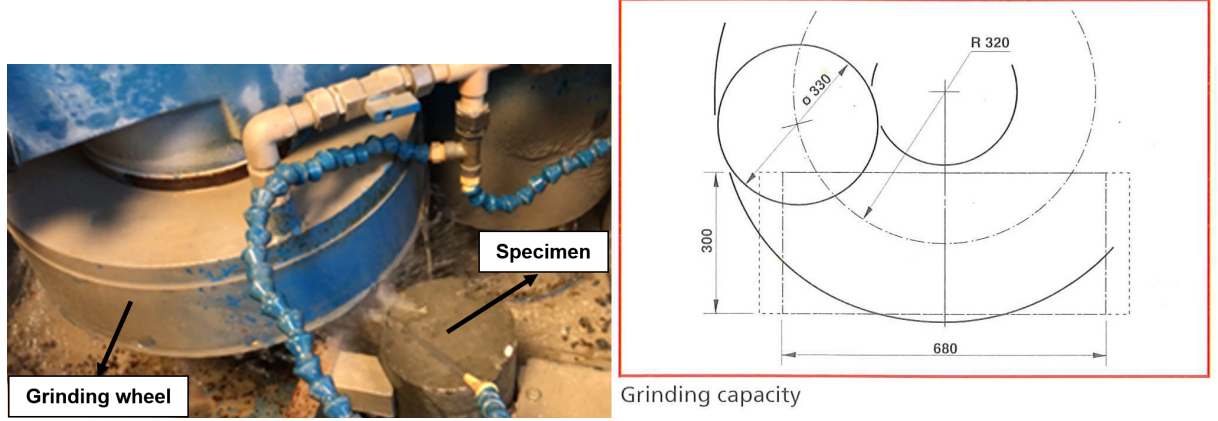 Specimen
Grinding wheel
R 320
ø 330
300
680
Grinding capacity